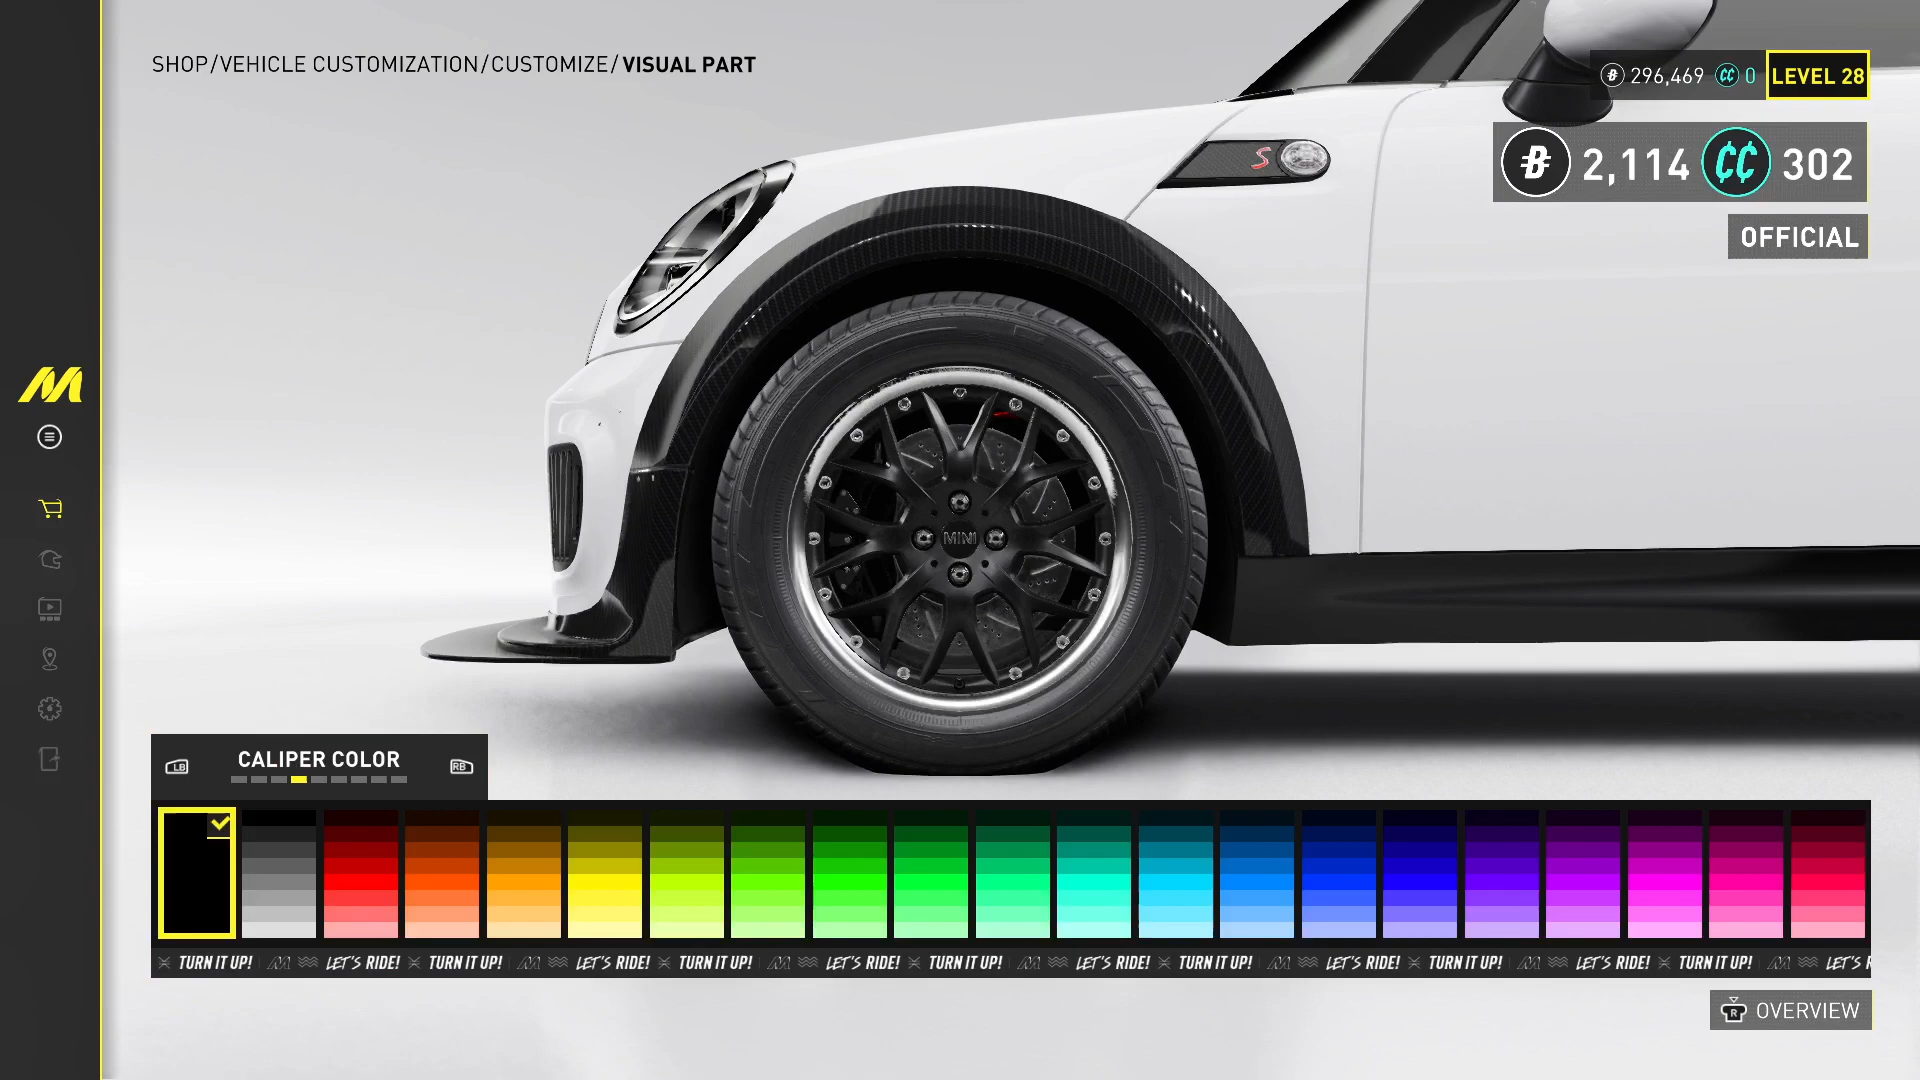 SHOP/VEHICLE CUSTOMIZATION/CUSTOMIZE/VISUAL PART
296,469 0 LEVEL 28
2,114 302
OFFICIAL
S
MINI
LB CALIPER COLOR RB
TURN IT UP! LET'S RIDE! TURN IT UP! LET'S RIDE! TURN IT UP! LET'S RIDE! TURN IT UP! LET'S RIDE! TURN IT UP! LET'S RIDE! TURN IT UP! LET'S RIDE! TURN IT UP! LET'S R
R OVERVIEW